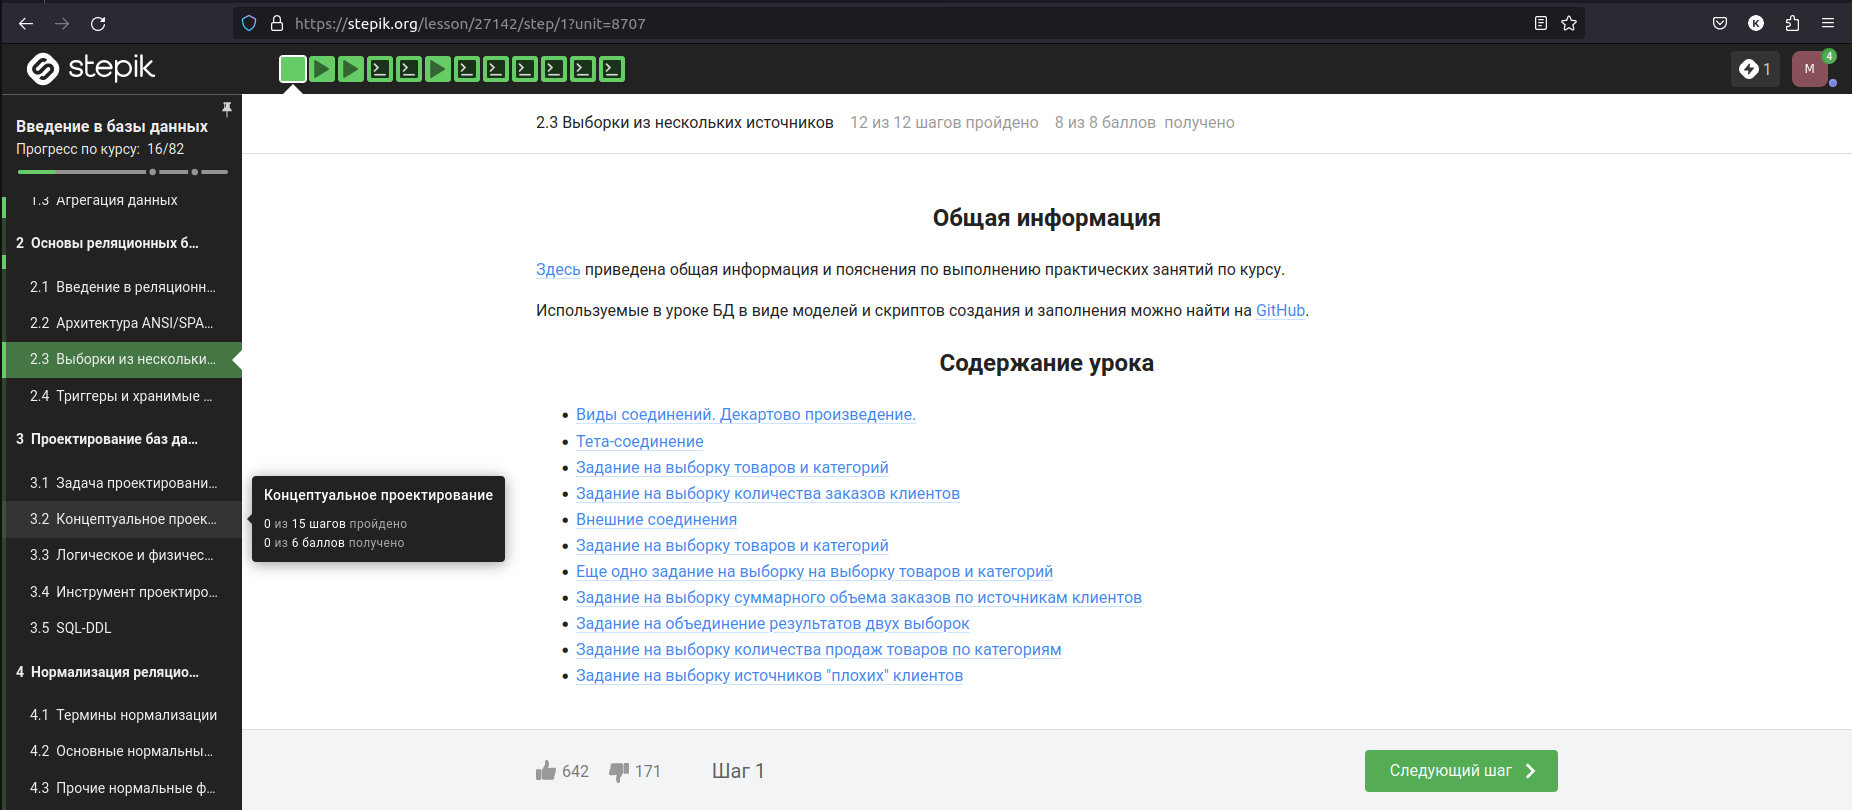 https://stepik.org/lesson/27142/step/1?unit=8707
K
stepik
1
M
4
Введение в базы данных
Прогресс по курсу: 16/82
1.3 Агрегация данных
2 Основы реляционных б...
2.1 Введение в реляционн...
2.2 Архитектура ANSI/SPA...
2.3 Выборки из нескольки...
2.4 Триггеры и хранимые ...
3 Проектирование баз да...
3.1 Задача проектировани...
3.2 Концептуальное проек...
3.3 Логическое и физичес...
3.4 Инструмент проектиро...
3.5 SQL-DDL
4 Нормализация реляцио...
4.1 Термины нормализации
4.2 Основные нормальны...
4.3 Прочие нормальные ф...
Концептуальное проектирование
0 из 15 шагов пройдено
0 из 6 баллов получено
2.3 Выборки из нескольких источников 12 из 12 шагов пройдено 8 из 8 баллов получено
Общая информация
Здесь приведена общая информация и пояснения по выполнению практических занятий по курсу.
Используемые в уроке БД в виде моделей и скриптов создания и заполнения можно найти на GitHub.
Содержание урока
• Виды соединений. Декартово произведение.
• Тета-соединение
• Задание на выборку товаров и категорий
• Задание на выборку количества заказов клиентов
• Внешние соединения
• Задание на выборку товаров и категорий
• Еще одно задание на выборку на выборку товаров и категорий
• Задание на выборку суммарного объема заказов по источникам клиентов
• Задание на объединение результатов двух выборок
• Задание на выборку количества продаж товаров по категориям
• Задание на выборку источников "плохих" клиентов
642 171 Шаг 1 Следующий шаг